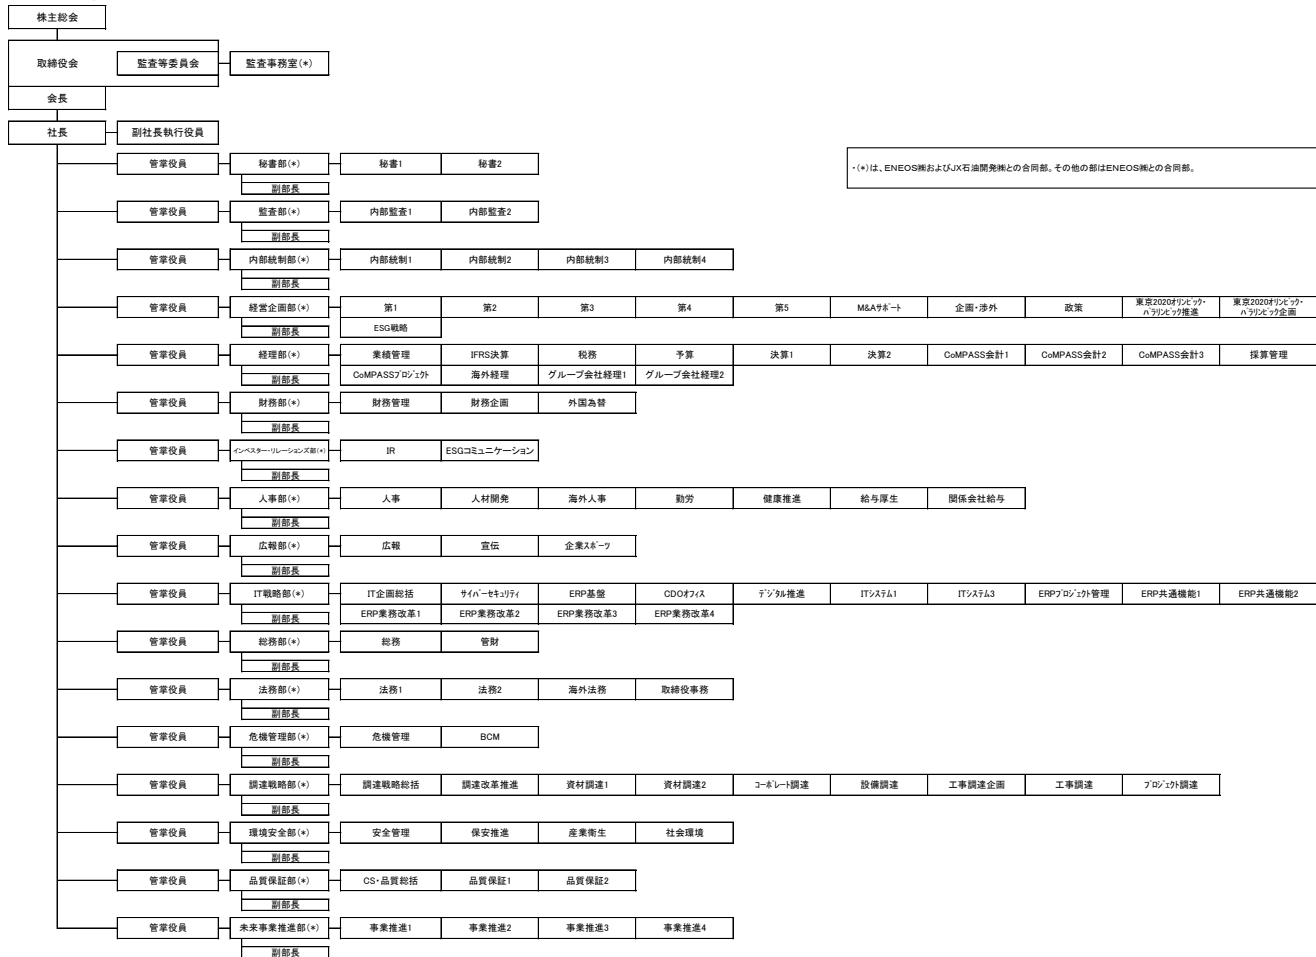 株主総会
取締役会 監査等委員会 監査事務室(*)
会長
社長 副社長執行役員
管掌役員 秘書部(*) 秘書1 秘書2
・(*)は、ENEOS㈱およびJX石油開発㈱との合同部。その他の部はENEOS㈱との合同部。
副部長
管掌役員 監査部(*) 内部監査1 内部監査2
副部長
管掌役員 内部統制部(*) 内部統制1 内部統制2 内部統制3 内部統制4
副部長
管掌役員 経営企画部(*) 第1 第2 第3 第4 第5 M&Aサポート 企画・渉外 政策 東京2020オリンピック・パラリンピック推進 東京2020オリンピック・パラリンピック企画
副部長 ESG戦略
管掌役員 経理部(*) 業績管理 IFRS決算 税務 予算 決算1 決算2 CoMPASS会計1 CoMPASS会計2 CoMPASS会計3 採算管理
副部長 CoMPASSプロジェクト 海外経理 グループ会社経理1 グループ会社経理2
管掌役員 財務部(*) 財務管理 財務企画 外国為替
副部長
管掌役員 インベスター・リレーションズ部(*) IR ESGコミュニケーション
副部長
管掌役員 人事部(*) 人事 人材開発 海外人事 勤労 健康推進 給与厚生 関係会社給与
副部長
管掌役員 広報部(*) 広報 宣伝 企業スポーツ
副部長
管掌役員 IT戦略部(*) IT企画総括 サイバーセキュリティ ERP基盤 CDOオフィス デジタル推進 ITシステム1 ITシステム3 ERPプロジェクト管理 ERP共通機能1 ERP共通機能2
副部長 ERP業務改革1 ERP業務改革2 ERP業務改革3 ERP業務改革4
管掌役員 総務部(*) 総務 管財
副部長
管掌役員 法務部(*) 法務1 法務2 海外法務 取締役事務
副部長
管掌役員 危機管理部(*) 危機管理 BCM
副部長
管掌役員 調達戦略部(*) 調達戦略総括 調達改革推進 資材調達1 資材調達2 コーポレート調達 設備調達 工事調達企画 工事調達 プロジェクト調達
副部長
管掌役員 環境安全部(*) 安全管理 保安推進 産業衛生 社会環境
副部長
管掌役員 品質保証部(*) CS・品質総括 品質保証1 品質保証2
副部長
管掌役員 未来事業推進部(*) 事業推進1 事業推進2 事業推進3 事業推進4
副部長